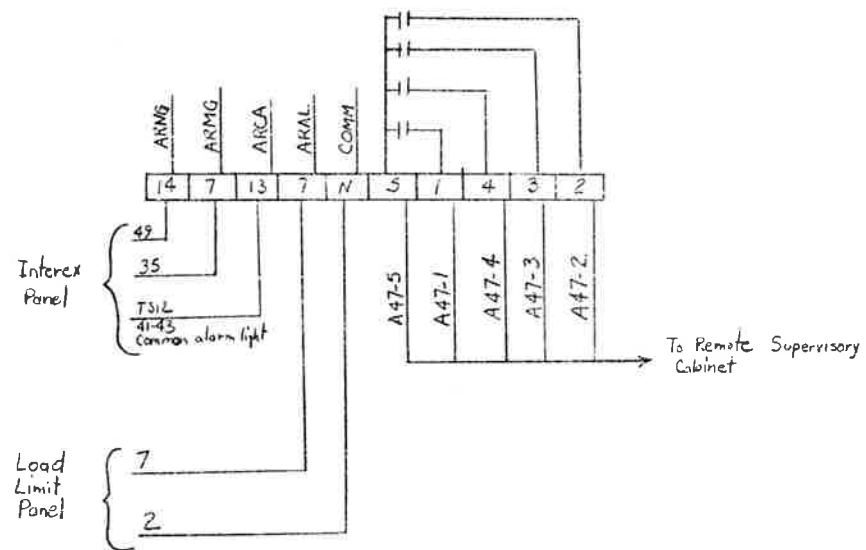 ARNG
ARMG
ARCA
ARAL
COMM
14 7 13 7 N 5 1 4 3 2
49
35
TS12
41-43
Common alarm light
Interex
Panel
A47-5
A47-1
A47-4
A47-3
A47-2
To Remote Supervisory
Cabinet
7
2
Load
Limit
Panel